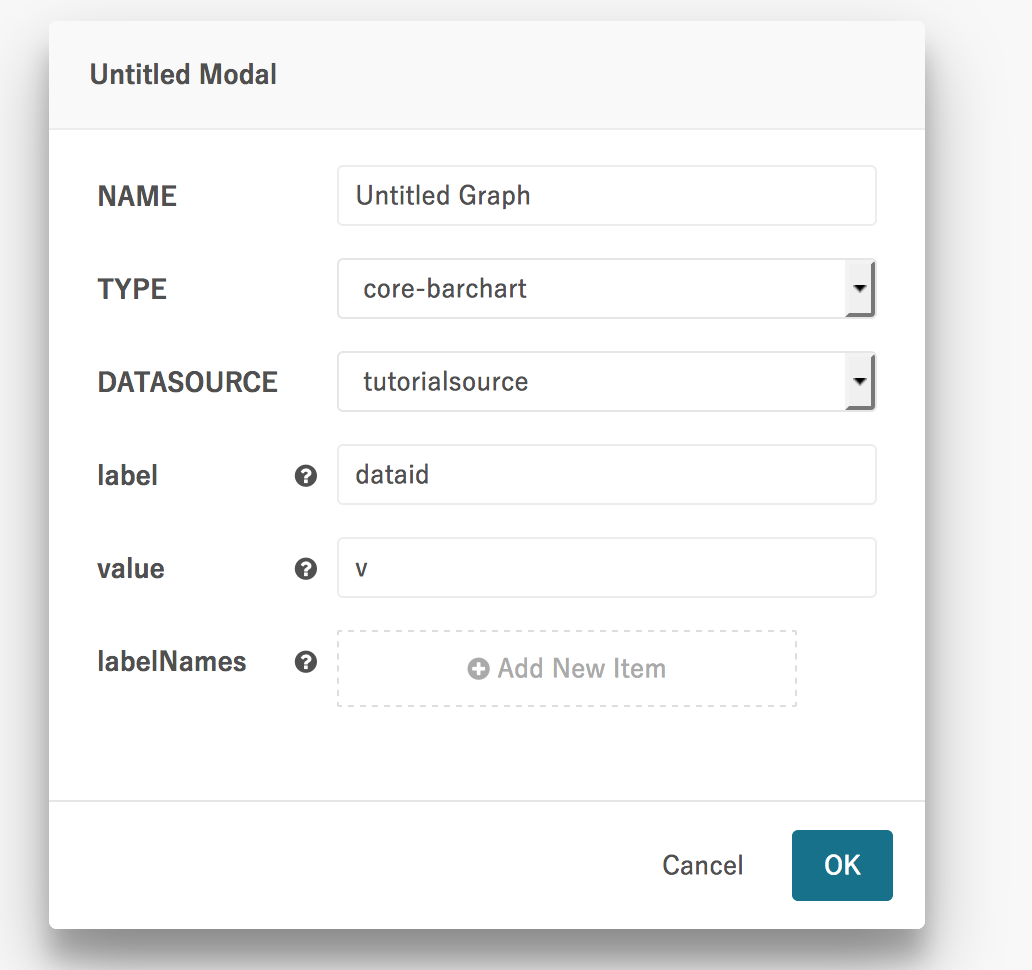 Untitled Modal
NAME Untitled Graph
TYPE core-barchart
DATASOURCE tutorialsource
label ? dataid
value ? v
labelNames ? Add New Item
Cancel OK